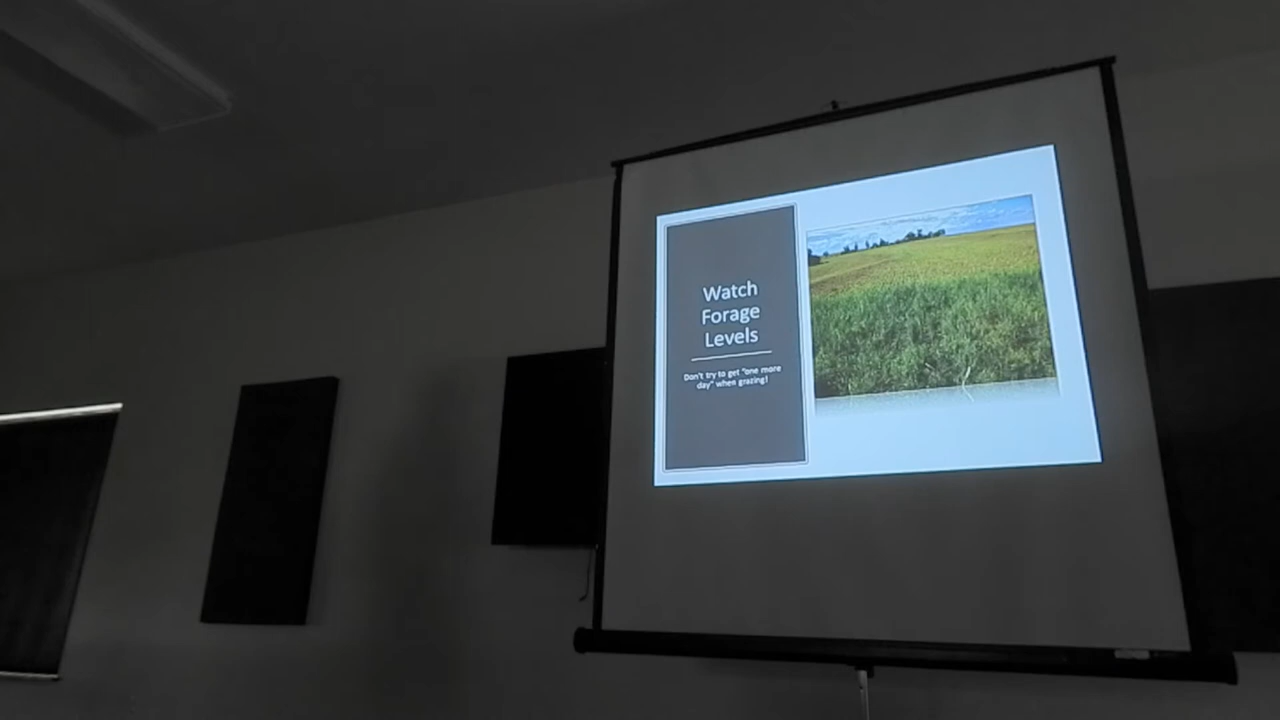 Watch
Forage
Levels
Don't try to get "one more
day" when grazing!